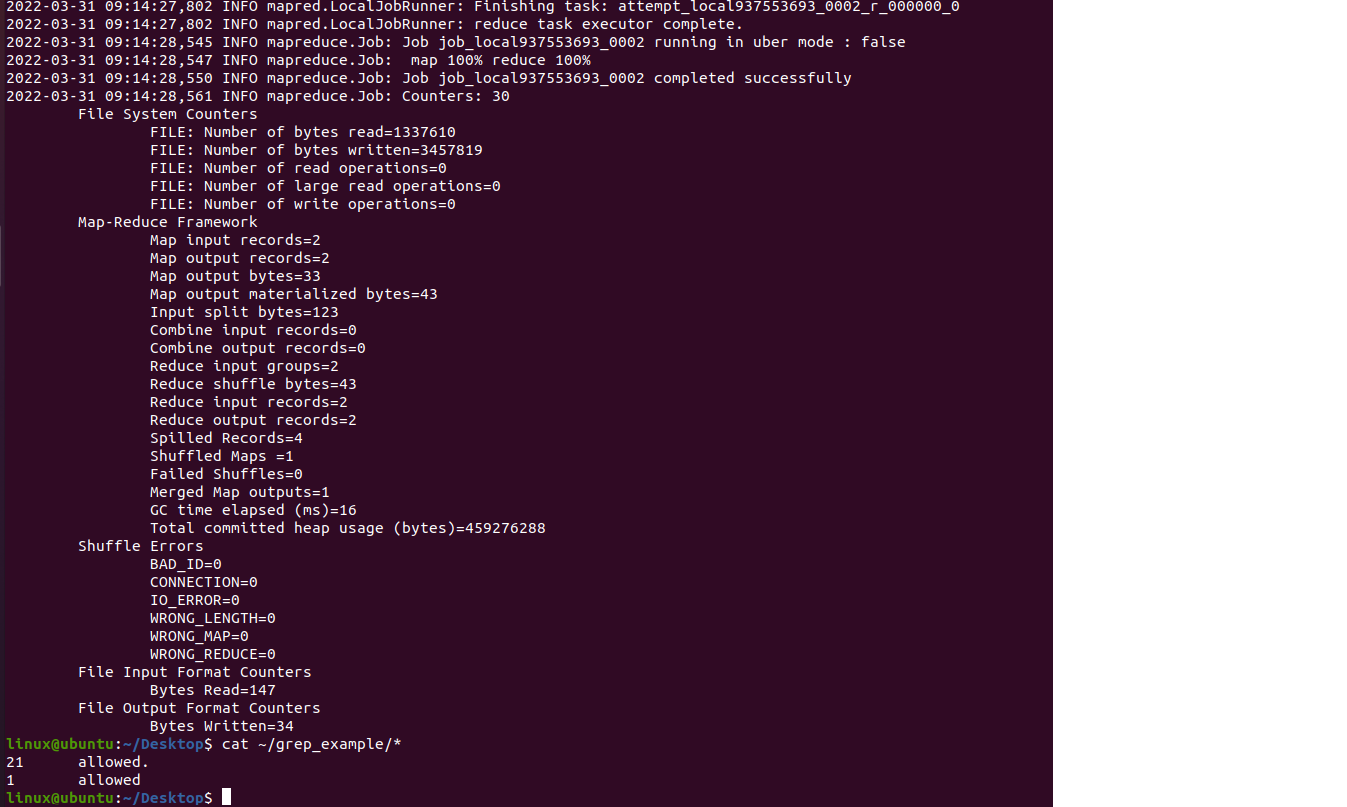 2022-03-31 09:14:27,802 INFO mapred.LocalJobRunner: Finishing task: attempt_local937553693_0002_r_000000_0
2022-03-31 09:14:27,802 INFO mapred.LocalJobRunner: reduce task executor complete.
2022-03-31 09:14:28,545 INFO mapreduce.Job: Job job_local937553693_0002 running in uber mode : false
2022-03-31 09:14:28,547 INFO mapreduce.Job:  map 100% reduce 100%
2022-03-31 09:14:28,550 INFO mapreduce.Job: Job job_local937553693_0002 completed successfully
2022-03-31 09:14:28,561 INFO mapreduce.Job: Counters: 30
        File System Counters
                FILE: Number of bytes read=1337610
                FILE: Number of bytes written=3457819
                FILE: Number of read operations=0
                FILE: Number of large read operations=0
                FILE: Number of write operations=0
        Map-Reduce Framework
                Map input records=2
                Map output records=2
                Map output bytes=33
                Map output materialized bytes=43
                Input split bytes=123
                Combine input records=0
                Combine output records=0
                Reduce input groups=2
                Reduce shuffle bytes=43
                Reduce input records=2
                Reduce output records=2
                Spilled Records=4
                Shuffled Maps =1
                Failed Shuffles=0
                Merged Map outputs=1
                GC time elapsed (ms)=16
                Total committed heap usage (bytes)=459276288
        Shuffle Errors
                BAD_ID=0
                CONNECTION=0
                IO_ERROR=0
                WRONG_LENGTH=0
                WRONG_MAP=0
                WRONG_REDUCE=0
        File Input Format Counters
                Bytes Read=147
        File Output Format Counters
                Bytes Written=34
linux@ubuntu:~/Desktop$ cat ~/grep_example/*
21      allowed.
1       allowed
linux@ubuntu:~/Desktop$